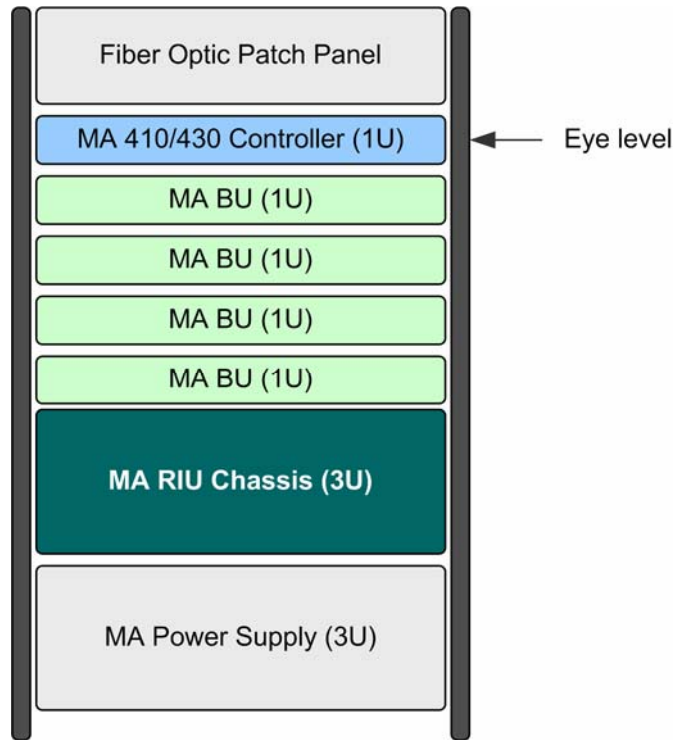 Fiber Optic Patch Panel
MA 410/430 Controller (1U)
Eye level
MA BU (1U)
MA BU (1U)
MA BU (1U)
MA BU (1U)
MA RIU Chassis (3U)
MA Power Supply (3U)